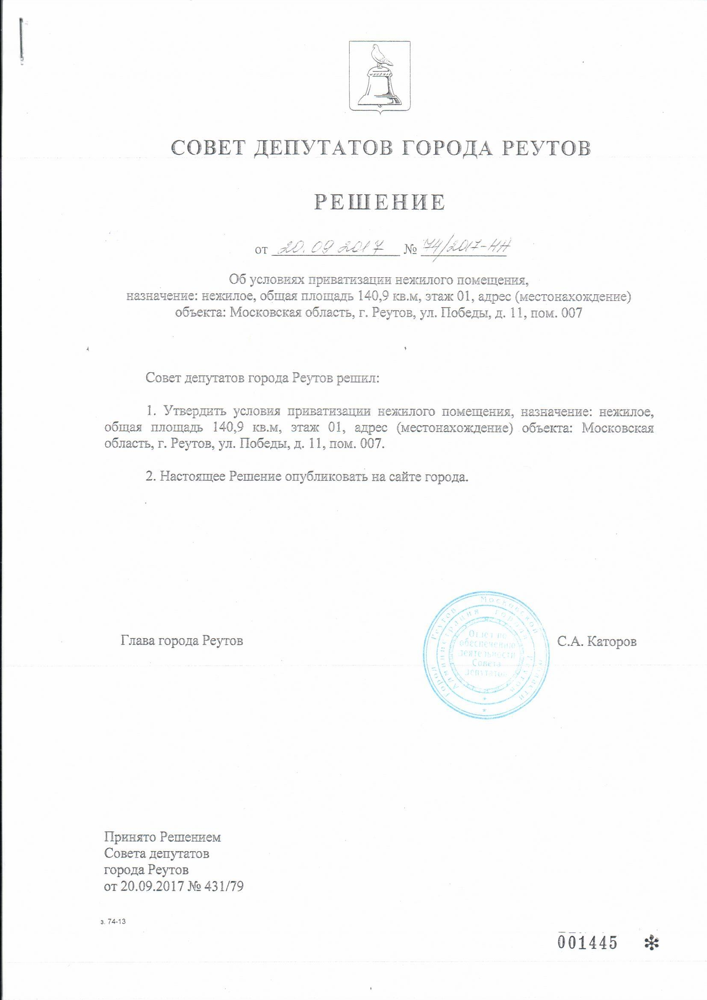 СОВЕТ ДЕПУТАТОВ ГОРОДА РЕУТОВ
РЕШЕНИЕ
от 20.09 2017 № 74/2017-НА
Об условиях приватизации нежилого помещения,
назначение: нежилое, общая площадь 140,9 кв.м, этаж 01, адрес (местонахождение)
объекта: Московская область, г. Реутов, ул. Победы, д. 11, пом. 007
Совет депутатов города Реутов решил:
1. Утвердить условия приватизации нежилого помещения, назначение: нежилое,
общая площадь 140,9 кв.м, этаж 01, адрес (местонахождение) объекта: Московская
область, г. Реутов, ул. Победы, д. 11, пом. 007.
2. Настоящее Решение опубликовать на сайте города.
Глава города Реутов
Город Реутов Московской области
Администрация города Реутов
Отдел по
обеспечению
деятельности
Совета
депутатов
С.А. Каторов
Принято Решением
Совета депутатов
города Реутов
от 20.09.2017 № 431/79
з. 74-13
001445